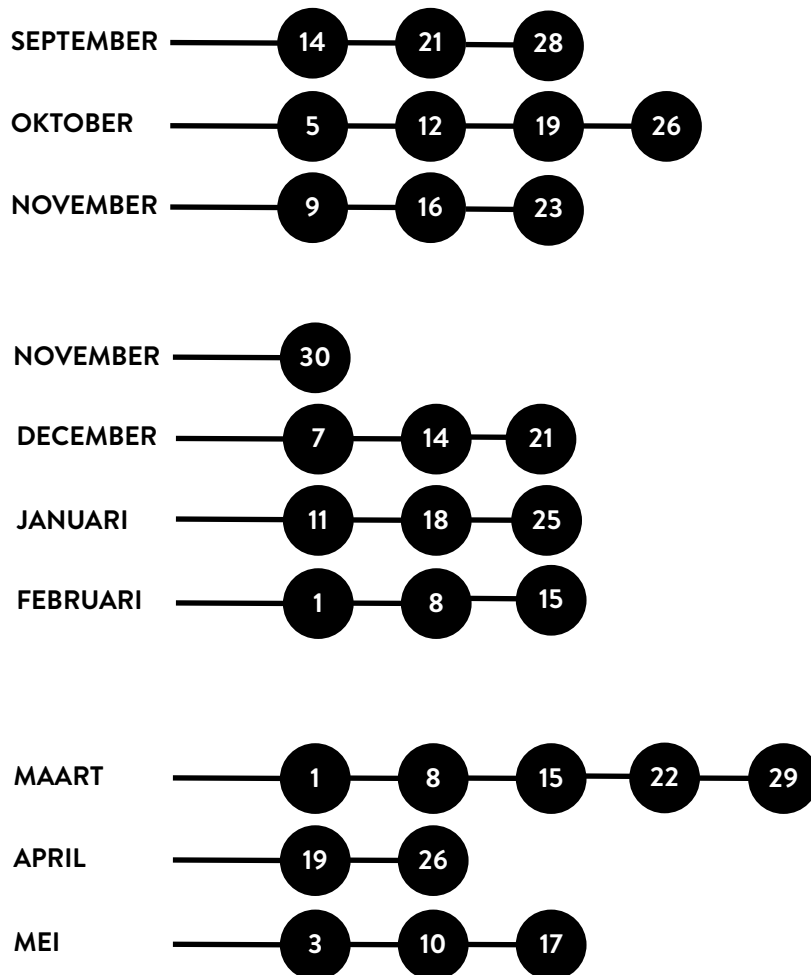 SEPTEMBER 14 21 28
OKTOBER 5 12 19 26
NOVEMBER 9 16 23
NOVEMBER 30
DECEMBER 7 14 21
JANUARI 11 18 25
FEBRUARI 1 8 15
MAART 1 8 15 22 29
APRIL 19 26
MEI 3 10 17